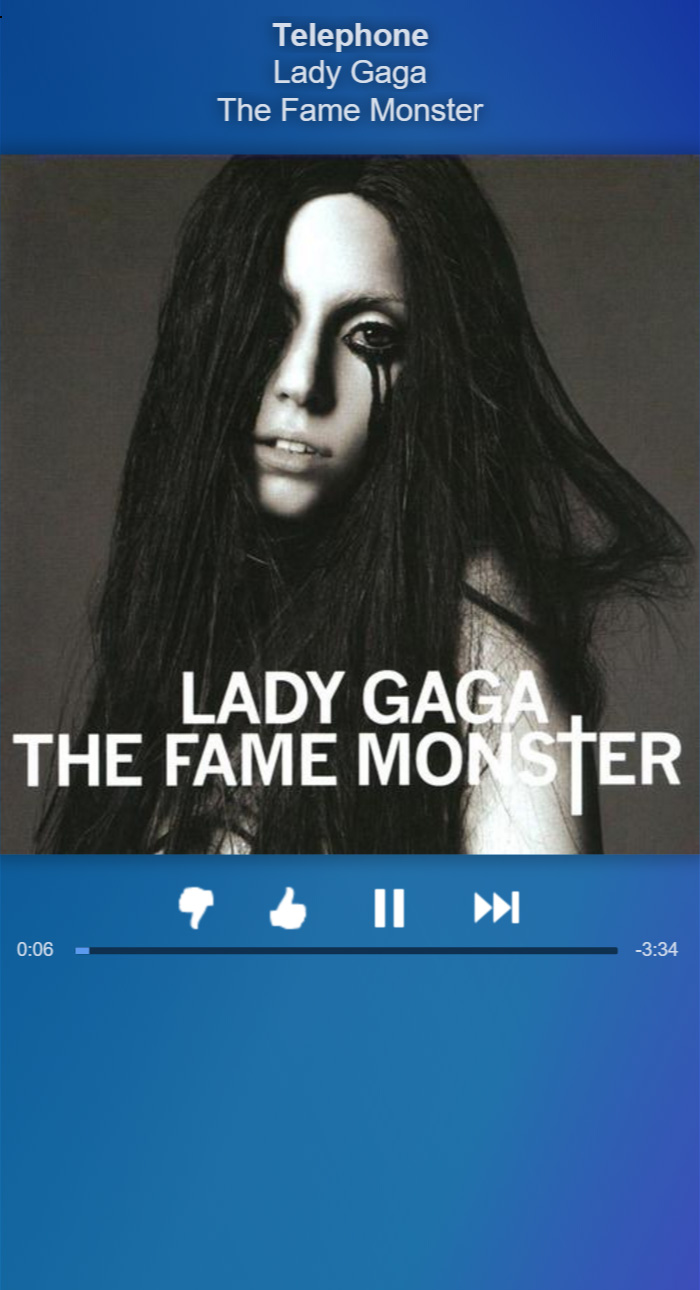 Telephone
Lady Gaga
The Fame Monster
LADY GAGA
THE FAME MONSTER
0:06 -3:34